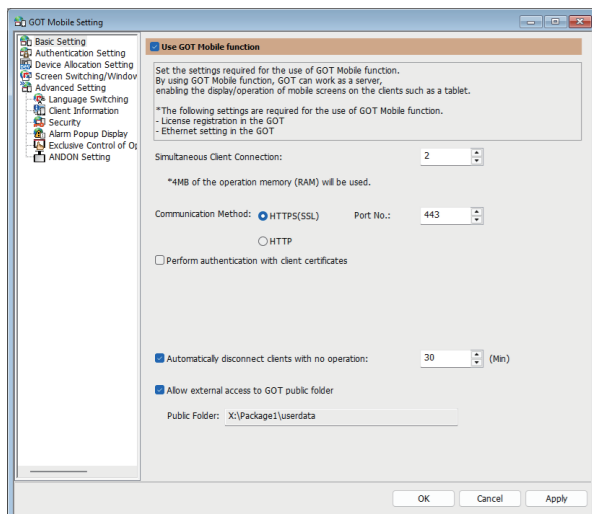 GOT Mobile Setting
Basic Setting
Authentication Setting
Device Allocation Setting
Screen Switching/Window
Advanced Setting
Language Switching
Client Information
Security
Alarm Popup Display
Exclusive Control of Op
ANDON Setting
Use GOT Mobile function
Set the settings required for the use of GOT Mobile function.
By using GOT Mobile function, GOT can work as a server,
enabling the display/operation of mobile screens on the clients such as a tablet.
*The following settings are required for the use of GOT Mobile function.
- License registration in the GOT
- Ethernet setting in the GOT
Simultaneous Client Connection: 2
*4MB of the operation memory (RAM) will be used.
Communication Method: HTTPS(SSL) Port No.: 443
HTTP
Perform authentication with client certificates
Automatically disconnect clients with no operation: 30 (Min)
Allow external access to GOT public folder
Public Folder: X:\Package1\userdata
OK Cancel Apply